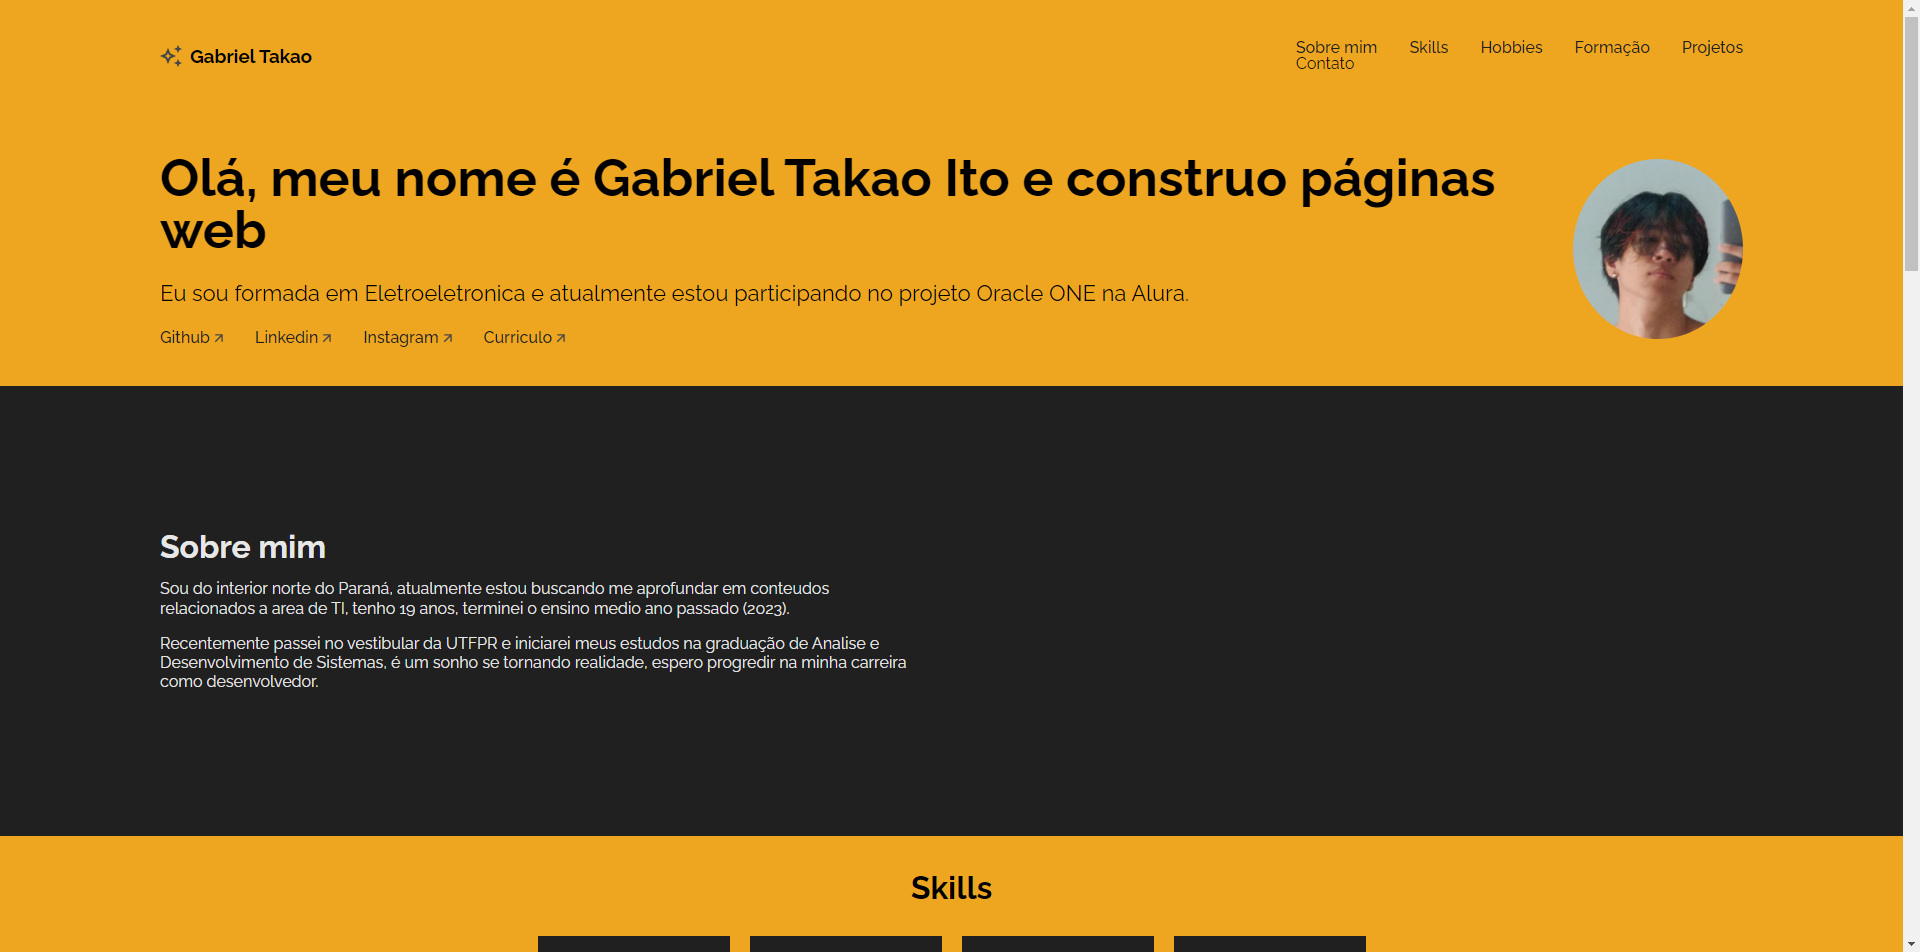 Gabriel Takao
Sobre mim Skills Hobbies Formação Projetos
Contato
Olá, meu nome é Gabriel Takao Ito e construo páginas
web
Eu sou formada em Eletroeletronica e atualmente estou participando no projeto Oracle ONE na Alura.
Github Linkedin Instagram Curriculo
Sobre mim
Sou do interior norte do Paraná, atualmente estou buscando me aprofundar em conteudos
relacionados a area de TI, tenho 19 anos, terminei o ensino medio ano passado (2023).
Recentemente passei no vestibular da UTFPR e iniciarei meus estudos na graduação de Analise e
Desenvolvimento de Sistemas, é um sonho se tornando realidade, espero progredir na minha carreira
como desenvolvedor.
Skills